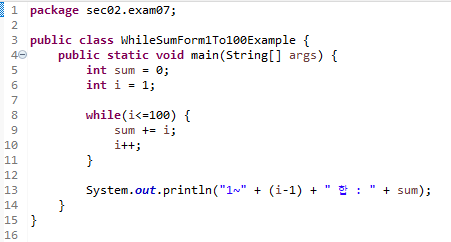 1 package sec02.exam07;
2
3 public class WhileSumForm1To100Example {
4 public static void main(String[] args) {
5 int sum = 0;
6 int i = 1;
7
8 while(i<=100) {
9 sum += i;
10 i++;
11 }
12
13 System.out.println("1~" + (i-1) + " 합 : " + sum);
14 }
15 }
16